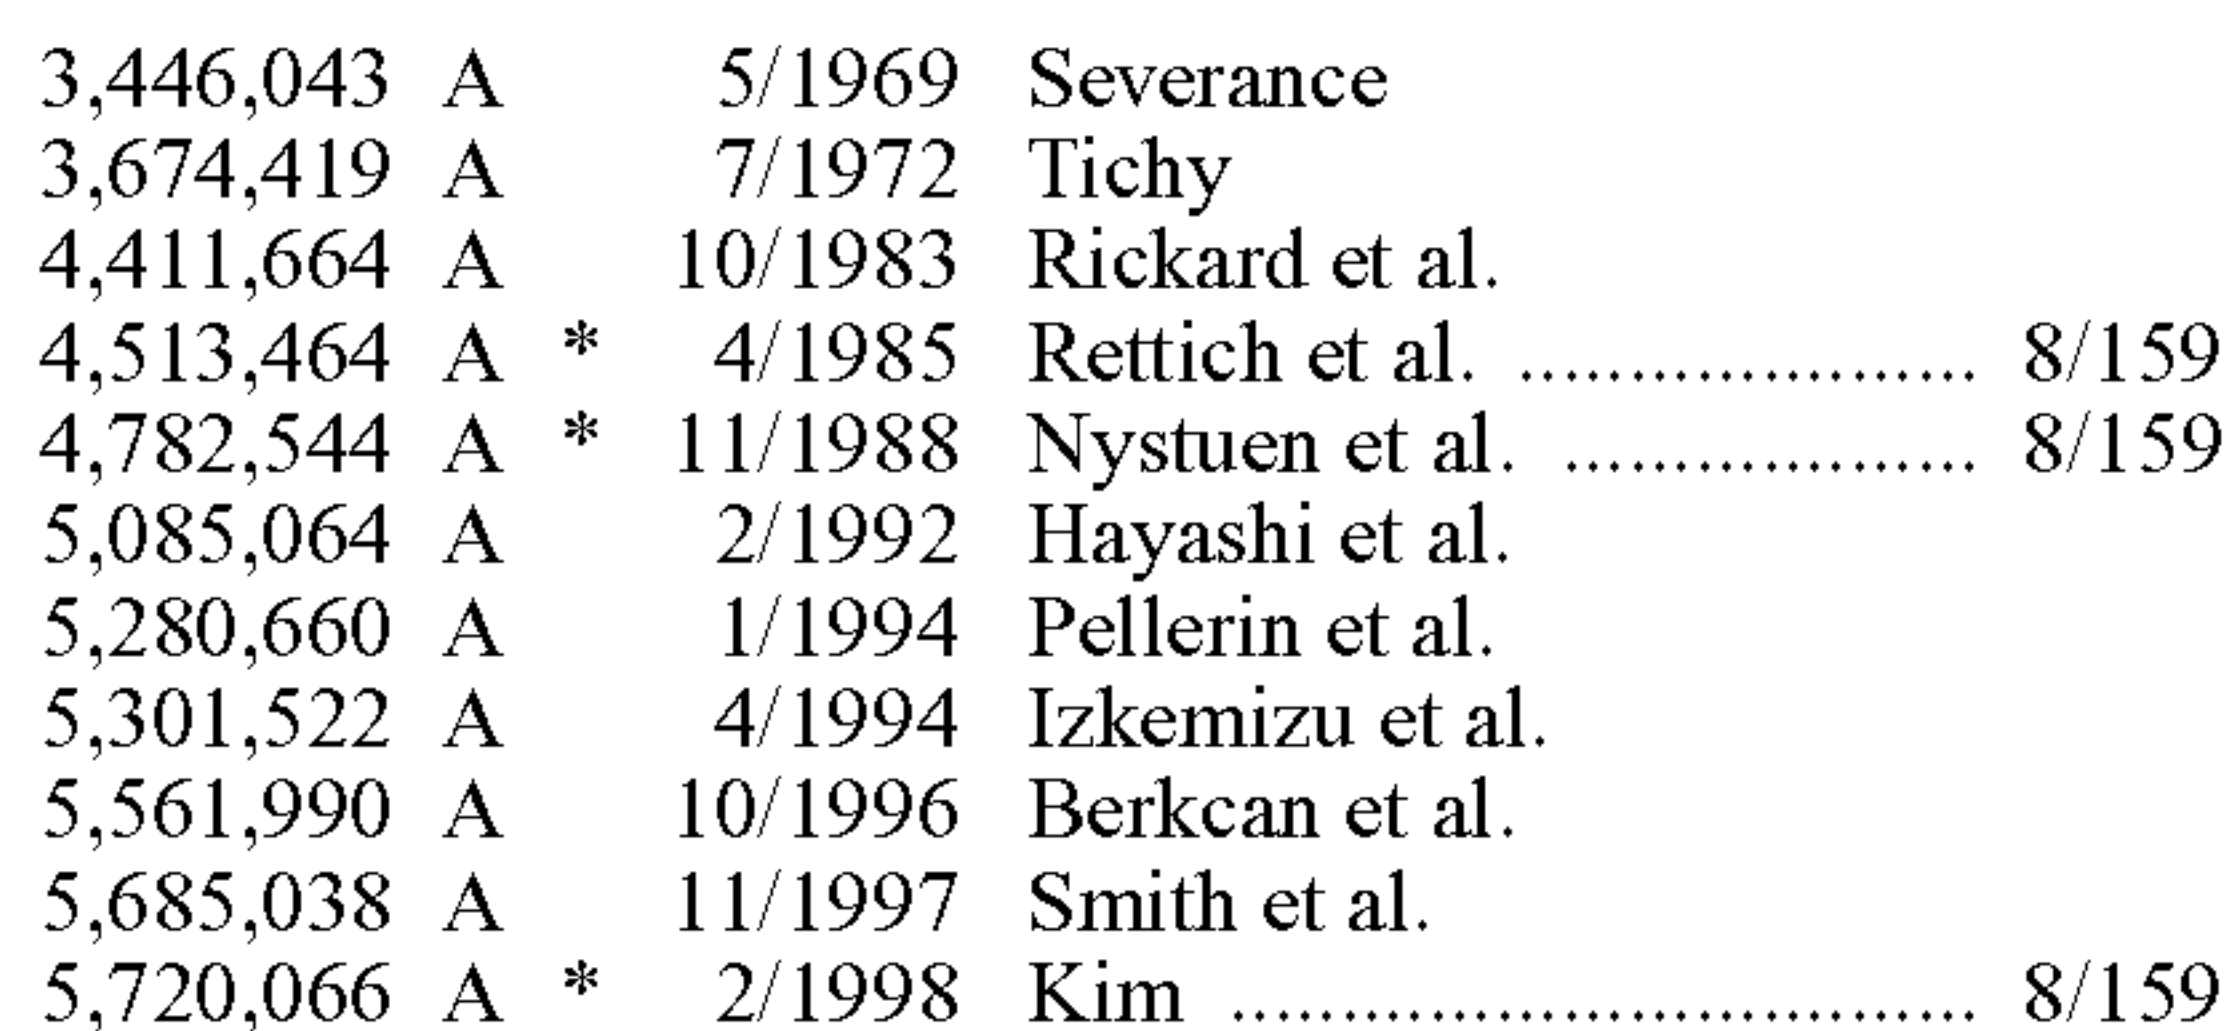 3,446,043 A 5/1969 Severance
3,674,419 A 7/1972 Tichy
4,411,664 A 10/1983 Rickard et al.
4,513,464 A * 4/1985 Rettich et al. ..................... 8/159
4,782,544 A * 11/1988 Nystuen et al. ................... 8/159
5,085,064 A 2/1992 Hayashi et al.
5,280,660 A 1/1994 Pellerin et al.
5,301,522 A 4/1994 Izkemizu et al.
5,561,990 A 10/1996 Berkcan et al.
5,685,038 A 11/1997 Smith et al.
5,720,066 A * 2/1998 Kim .................................. 8/159